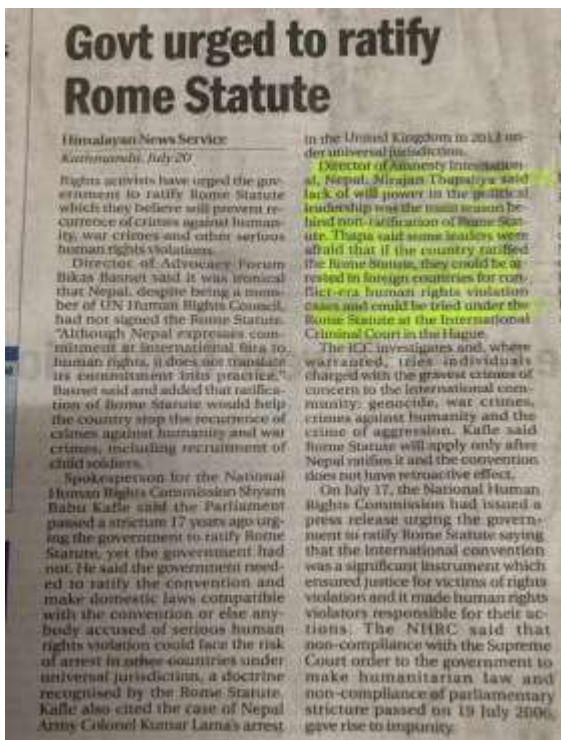 Govt urged to ratify
Rome Statute
Himalayan News Service
Kathmandu, July 20
Rights activists have urged the gov-
ernment to ratify Rome Statute
which they believe will prevent re-
currence of crimes against human-
ity, war crimes and other serious
human rights violations.
Director of Advocacy Forum
Bikas Basnet said it was ironical
that Nepal, despite being a mem-
ber of UN Human Rights Council,
had not signed the Rome Statute.
"Although Nepal expresses com-
mitment at international fora to
human rights, it does not translate
its commitment into practice,"
Basnet said and added that ratifica-
tion of Rome Statute would help
the country stop the recurrence of
crimes against humanity and war
crimes, including recruitment of
child soldiers.
Spokesperson for the National
Human Rights Commission Shyam
Babu Kafle said the Parliament
passed a stricture 17 years ago urg-
ing the government to ratify Rome
Statute, yet the government had
not. He said the government need-
ed to ratify the convention and
make domestic laws compatible
with the convention or else any-
body accused of serious human
rights violation could face the risk
of arrest in other countries under
universal jurisdiction, a doctrine
recognised by the Rome Statute.
Kafle also cited the case of Nepal
Army Colonel Kumar Lama's arrest
in the United Kingdom in 2013 un-
der universal jurisdiction.
Director of Amnesty Internation-
al, Nepal, Nirajan Thapaliya said
lack of will power in the political
leadership was the main reason be-
hind non-ratification of Rome Stat-
ute. Thapa said some leaders were
afraid that if the country ratified
the Rome Statute, they could be ar-
rested in foreign countries for con-
flict-era human rights violation
cases and could be tried under the
Rome Statute at the International
Criminal Court in the Hague.
The ICC investigates and, where
warranted, tries individuals
charged with the gravest crimes of
concern to the international com-
munity: genocide, war crimes,
crimes against humanity and the
crime of aggression. Kafle said
Rome Statute will apply only after
Nepal ratifies it and the convention
does not have retroactive effect.
On July 17, the National Human
Rights Commission had issued a
press release urging the govern-
ment to ratify Rome Statute saying
that the International convention
was a significant instrument which
ensured justice for victims of rights
violation and it made human rights
violators responsible for their ac-
tions. The NHRC said that
non-compliance with the Supreme
Court order to the government to
make humanitarian law and
non-compliance of parliamentary
stricture passed on 19 July 2006,
gave rise to impunity.